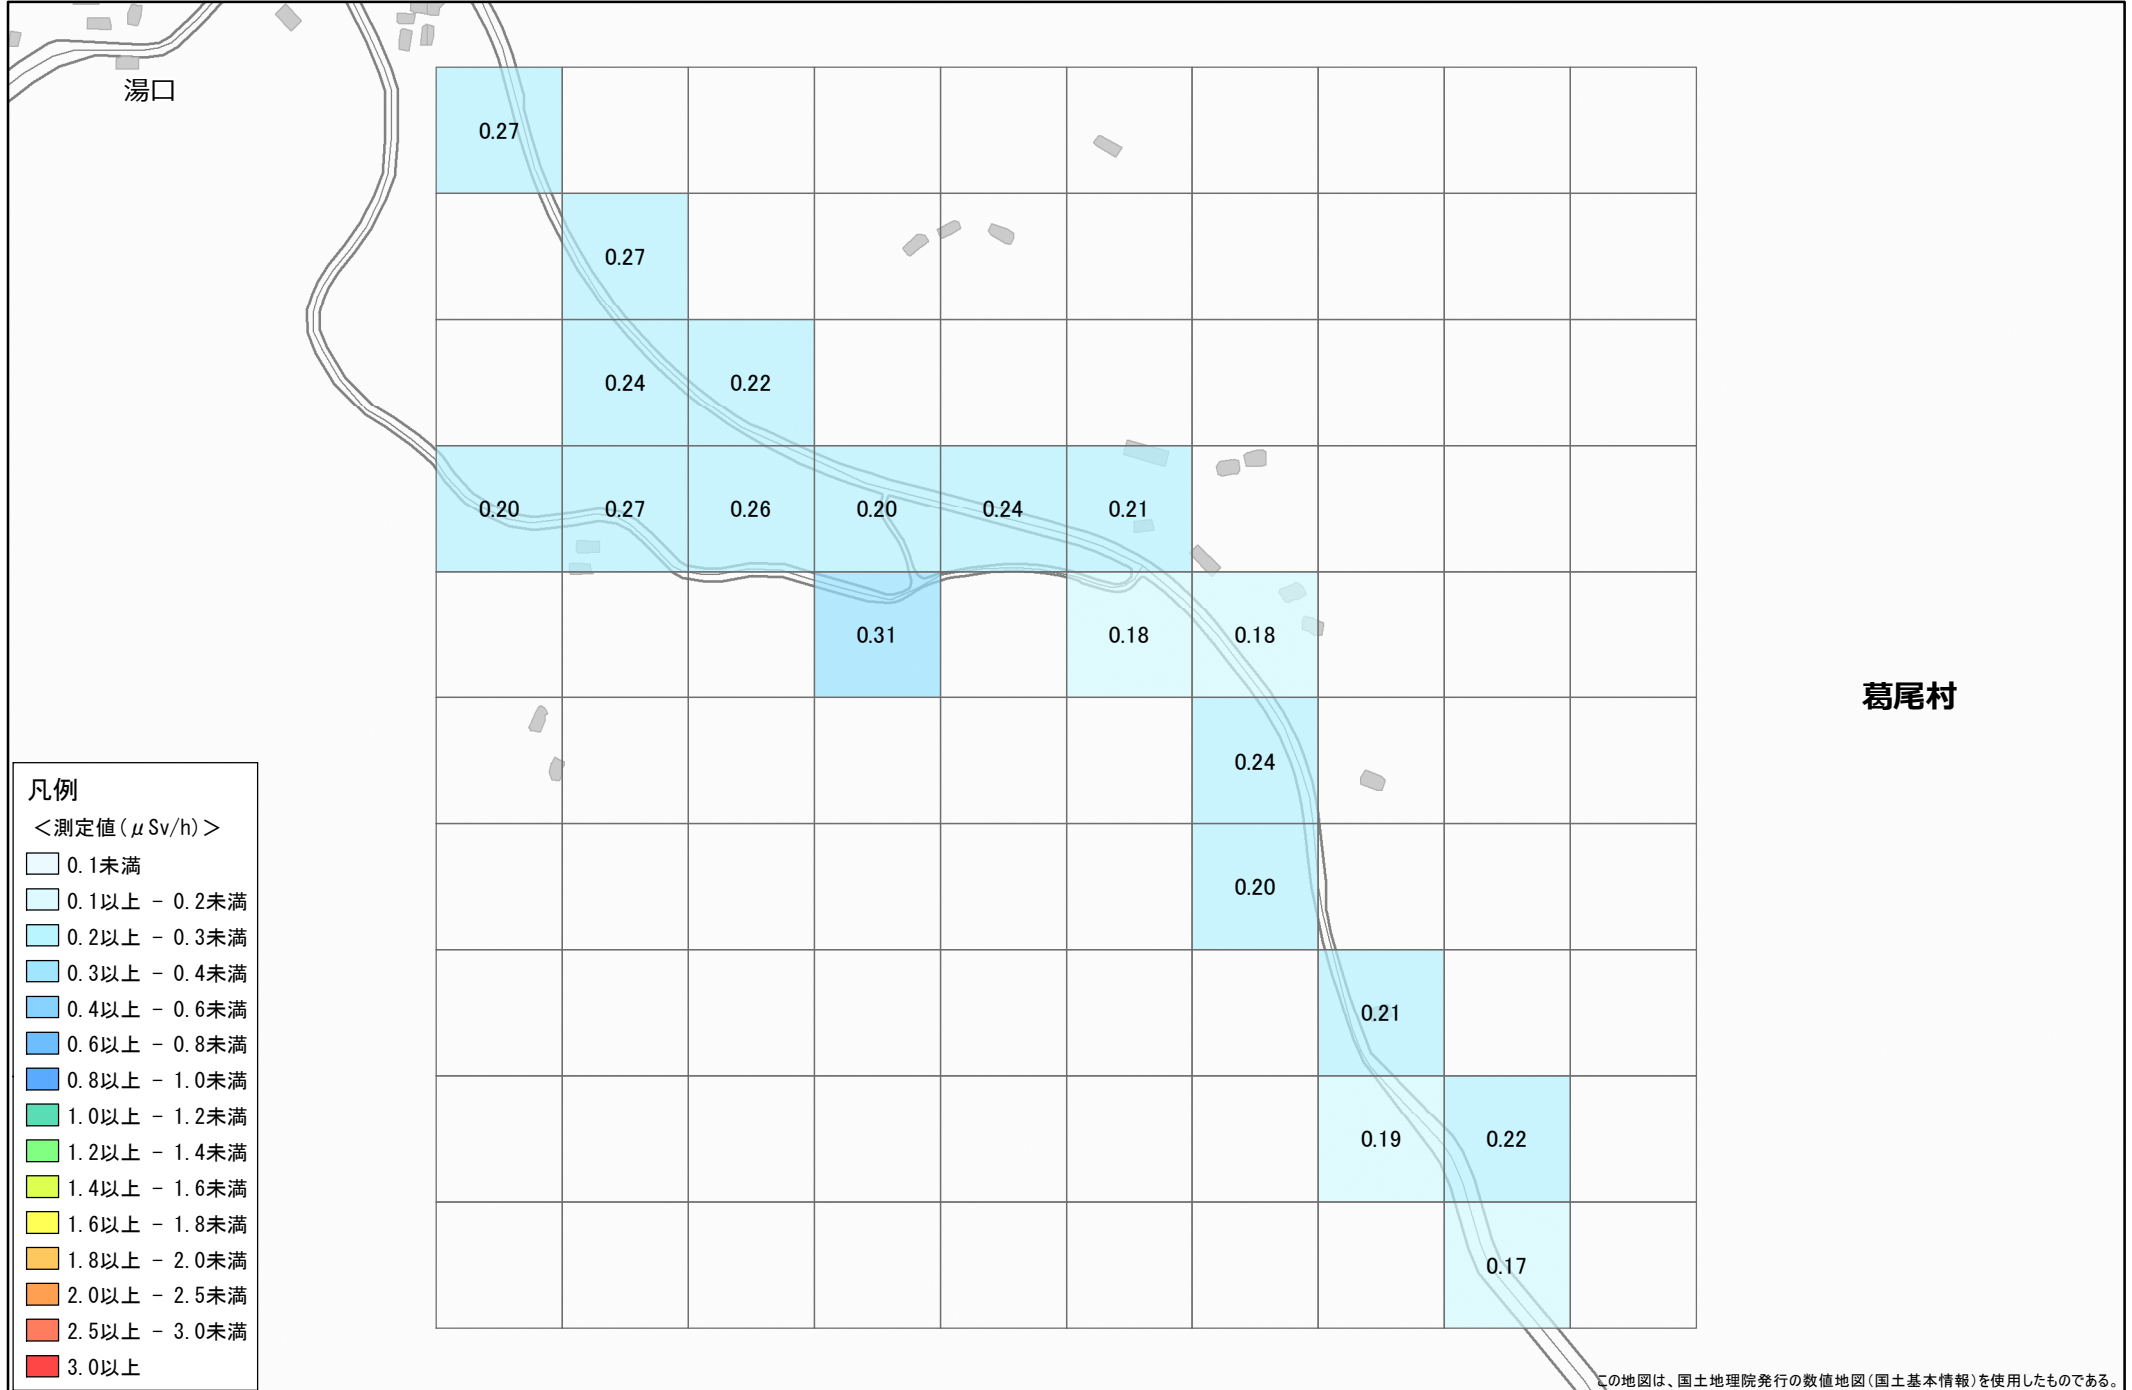 湯口
0.27
0.27
0.24 0.22
0.20 0.27 0.26 0.20 0.24 0.21
0.31 0.18 0.18
葛尾村
0.24
0.20
0.21
0.19 0.22
0.17
凡例
＜測定値(μSv/h)＞
0.1未満
0.1以上 - 0.2未満
0.2以上 - 0.3未満
0.3以上 - 0.4未満
0.4以上 - 0.6未満
0.6以上 - 0.8未満
0.8以上 - 1.0未満
1.0以上 - 1.2未満
1.2以上 - 1.4未満
1.4以上 - 1.6未満
1.6以上 - 1.8未満
1.8以上 - 2.0未満
2.0以上 - 2.5未満
2.5以上 - 3.0未満
3.0以上
この地図は、国土地理院発行の数値地図(国土基本情報)を使用したものである。